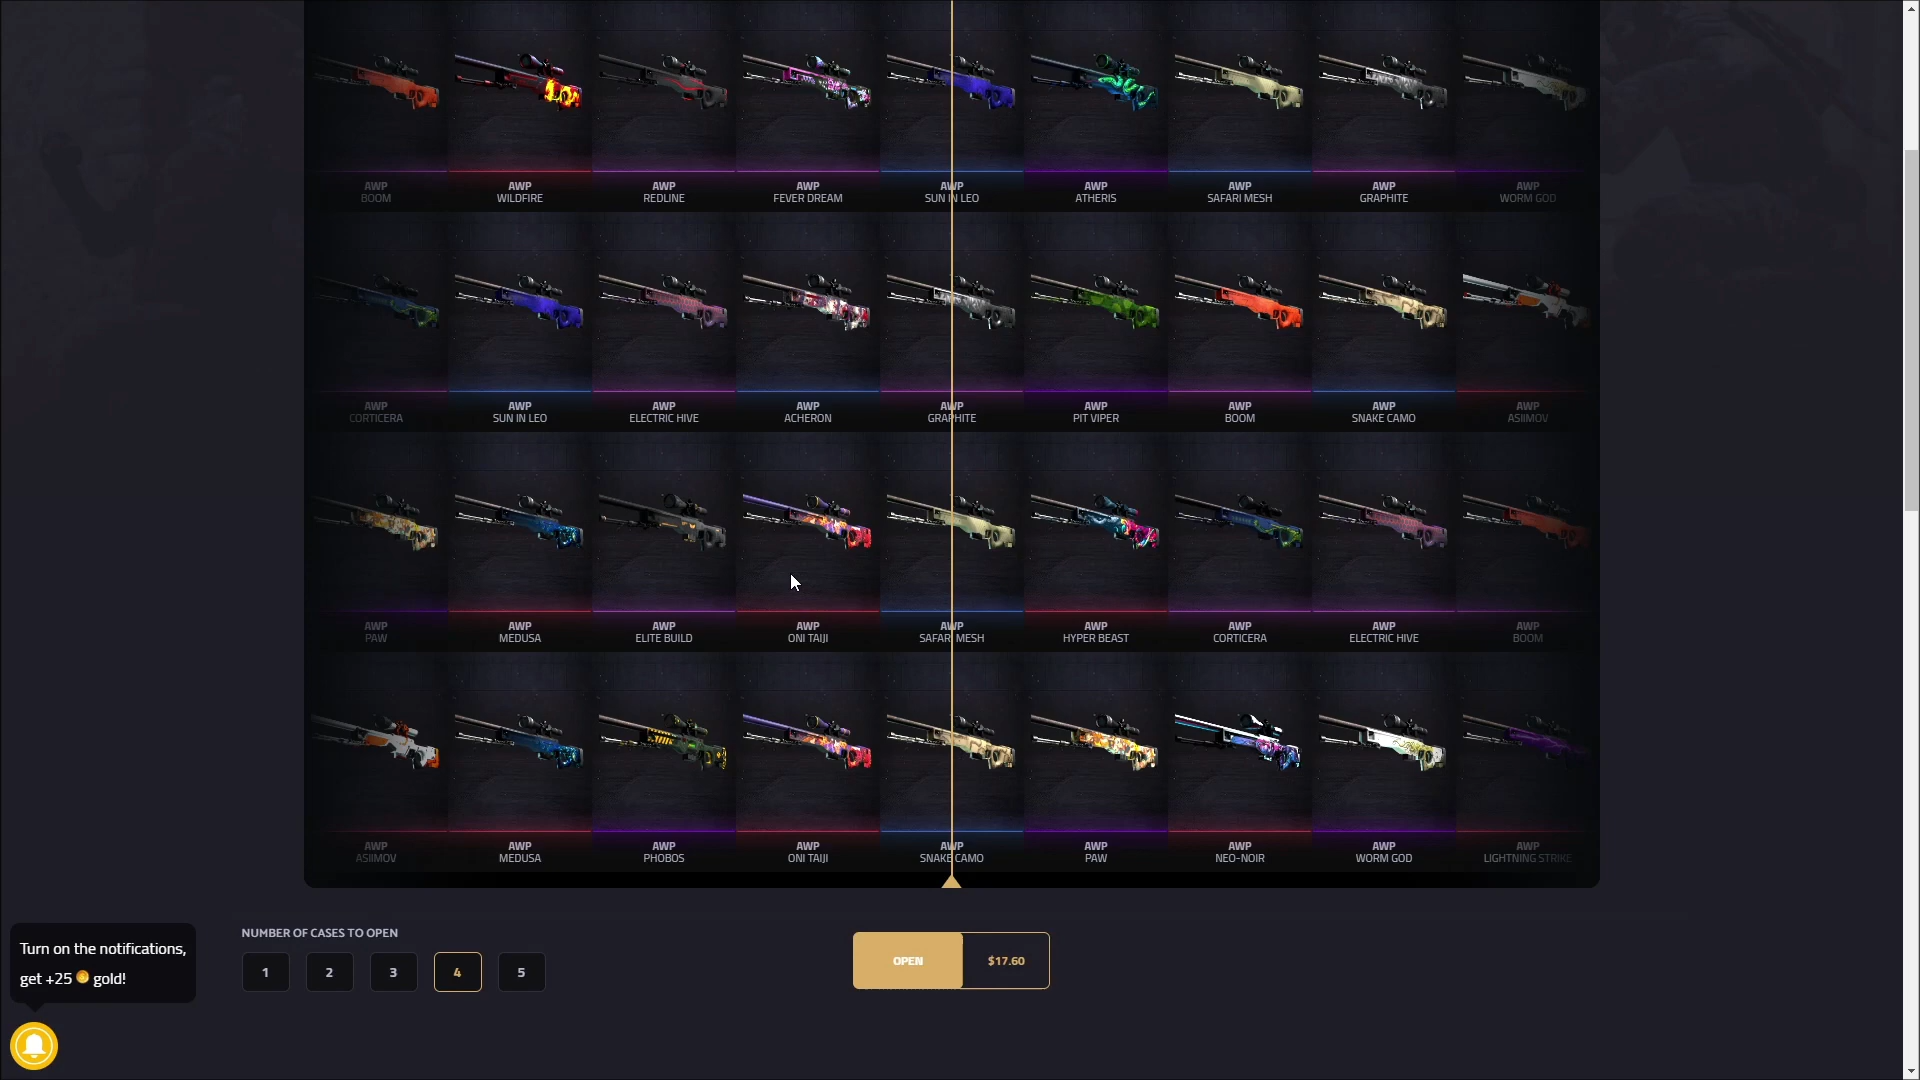 AWP AWP AWP AWP AWP AWP AWP AWP AWP
BOOM WILDFIRE REDLINE FEVER DREAM SUN IN LEO ATHERIS SAFARI MESH GRAPHITE WORM GOD
AWP AWP AWP AWP AWP AWP AWP AWP AWP
CORTICERA SUN IN LEO ELECTRIC HIVE ACHERON GRAPHITE PIT VIPER BOOM SNAKE CAMO ASIIMOV
AWP AWP AWP AWP AWP AWP AWP AWP AWP
PAW MEDUSA ELITE BUILD ONI TAIJI SAFARI MESH HYPER BEAST CORTICERA ELECTRIC HIVE BOOM
AWP AWP AWP AWP AWP AWP AWP AWP AWP
ASIIMOV MEDUSA PHOBOS ONI TAIJI SNAKE CAMO PAW NEO-NOIR WORM GOD LIGHTNING STRIKE
NUMBER OF CASES TO OPEN
1 2 3 4 5
OPEN $17.60
Turn on the notifications,
get +25 gold!